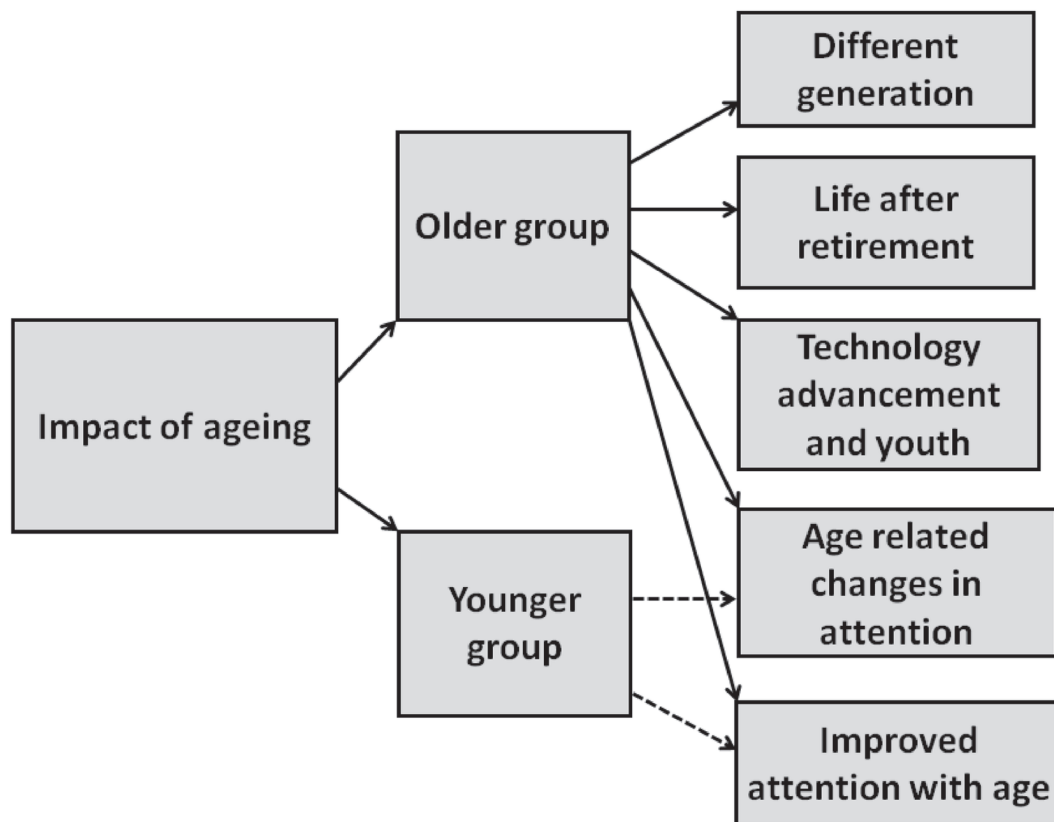 Different
generation
Older group
Life after
retirement
Technology
advancement
and youth
Impact of ageing
Age related
changes in
attention
Younger
group
Improved
attention with age